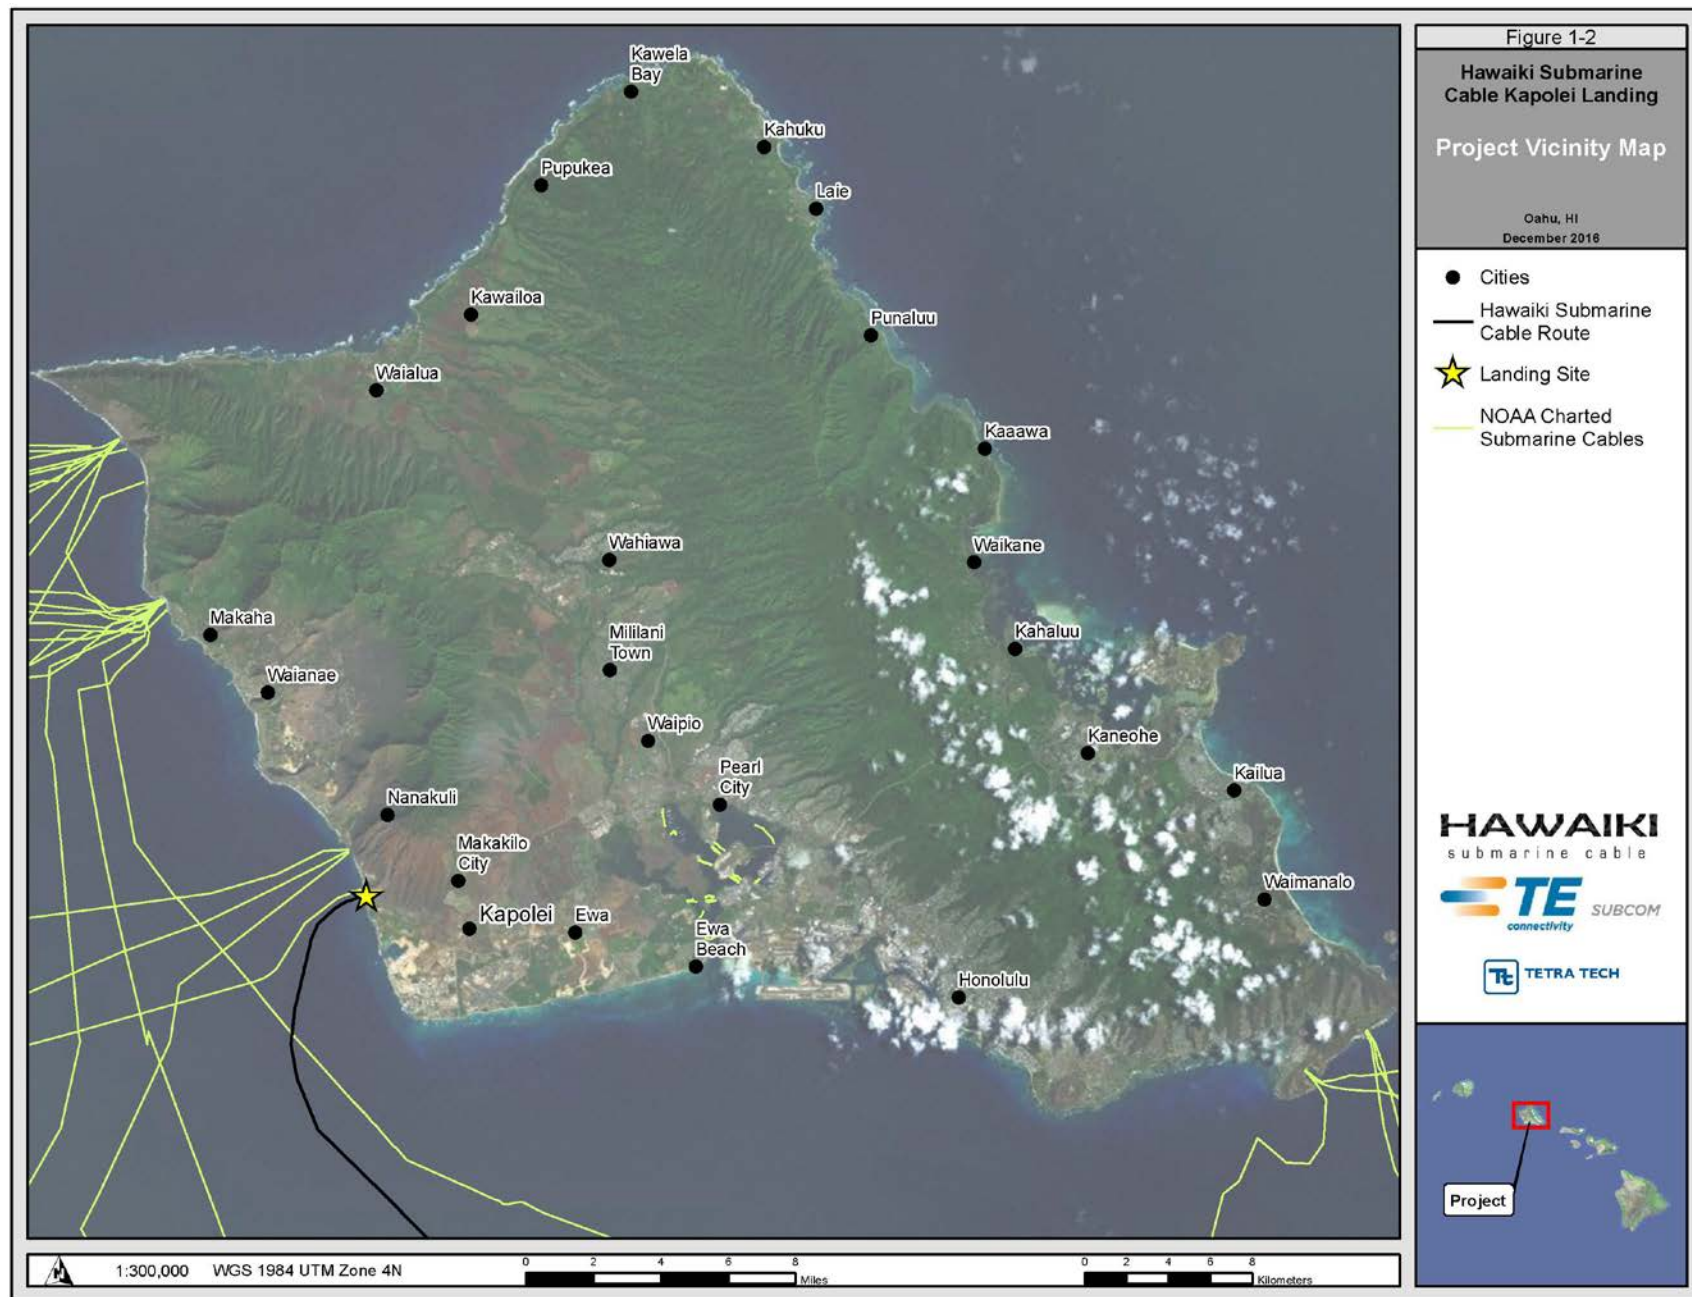 Figure 1-2
Hawaiki Submarine
Cable Kapolei Landing
Project Vicinity Map
Oahu, HI
December 2016
Cities
Hawaiki Submarine
Cable Route
Landing Site
NOAA Charted
Submarine Cables
HAWAIKI
submarine cable
TE
connectivity
SUBCOM
Tt
TETRA TECH
Project
Kawela
Bay
Kahuku
Pupukea
Laie
Kawailoa
Punaluu
Waialua
Kaaawa
Wahiawa
Waikane
Makaha
Mililani
Town
Kahaluu
Waianae
Waipio
Kaneohe
Pearl
City
Kailua
Nanakuli
Makakilo
City
Waimanalo
Kapolei
Ewa
Ewa
Beach
Honolulu
N
1:300,000 WGS 1984 UTM Zone 4N
0 2 4 6 8
Miles
0 2 4 6 8
Kilometers